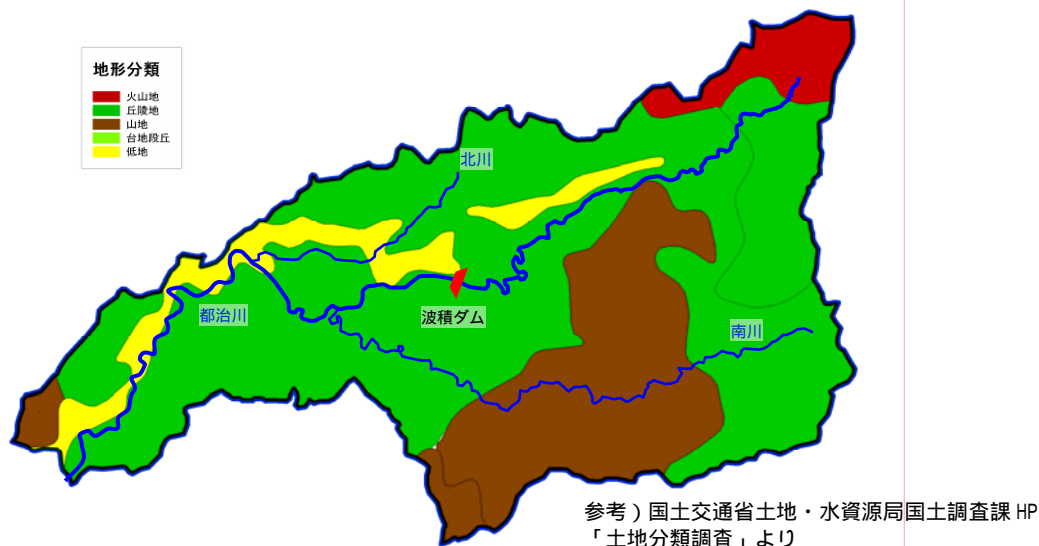 地形分類
火山地
丘陵地
山地
台地段丘
低地
北川
都治川
波積ダム
南川
参考)国土交通省土地・水資源局国土調査課 HP
「土地分類調査」より